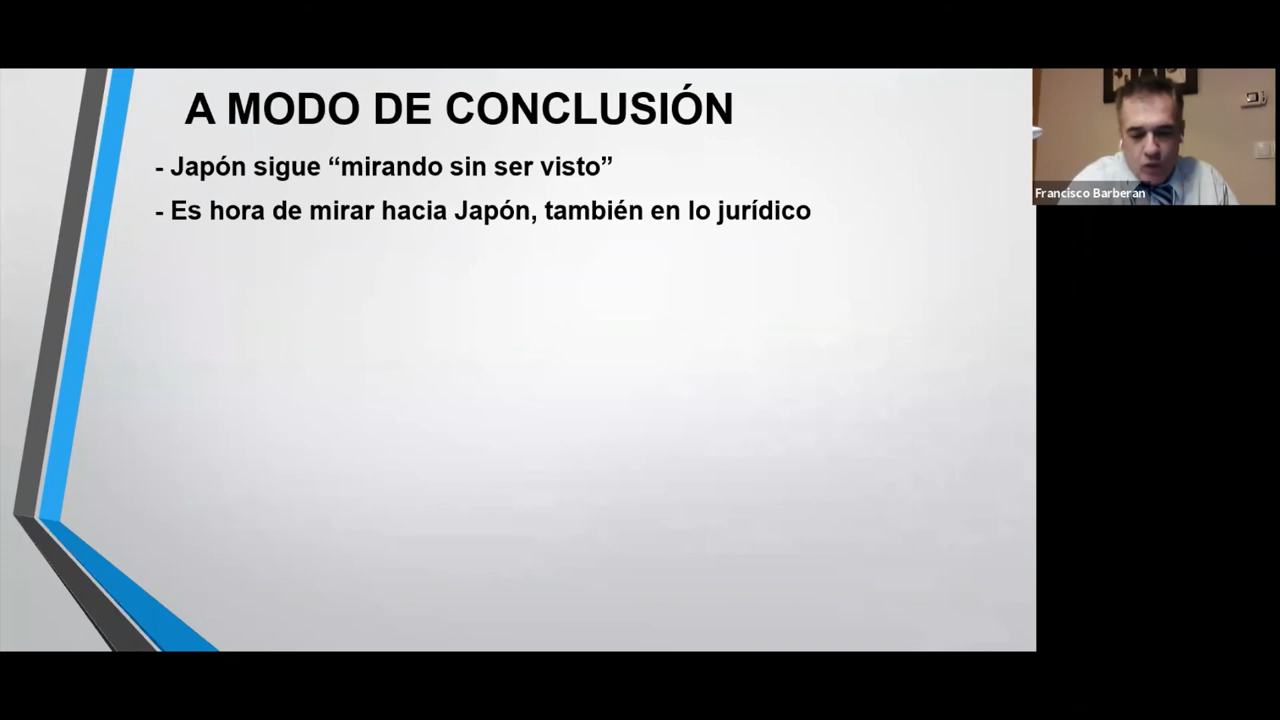 A MODO DE CONCLUSIÓN
- Japón sigue “mirando sin ser visto”
- Es hora de mirar hacia Japón, también en lo jurídico
Francisco Barberan